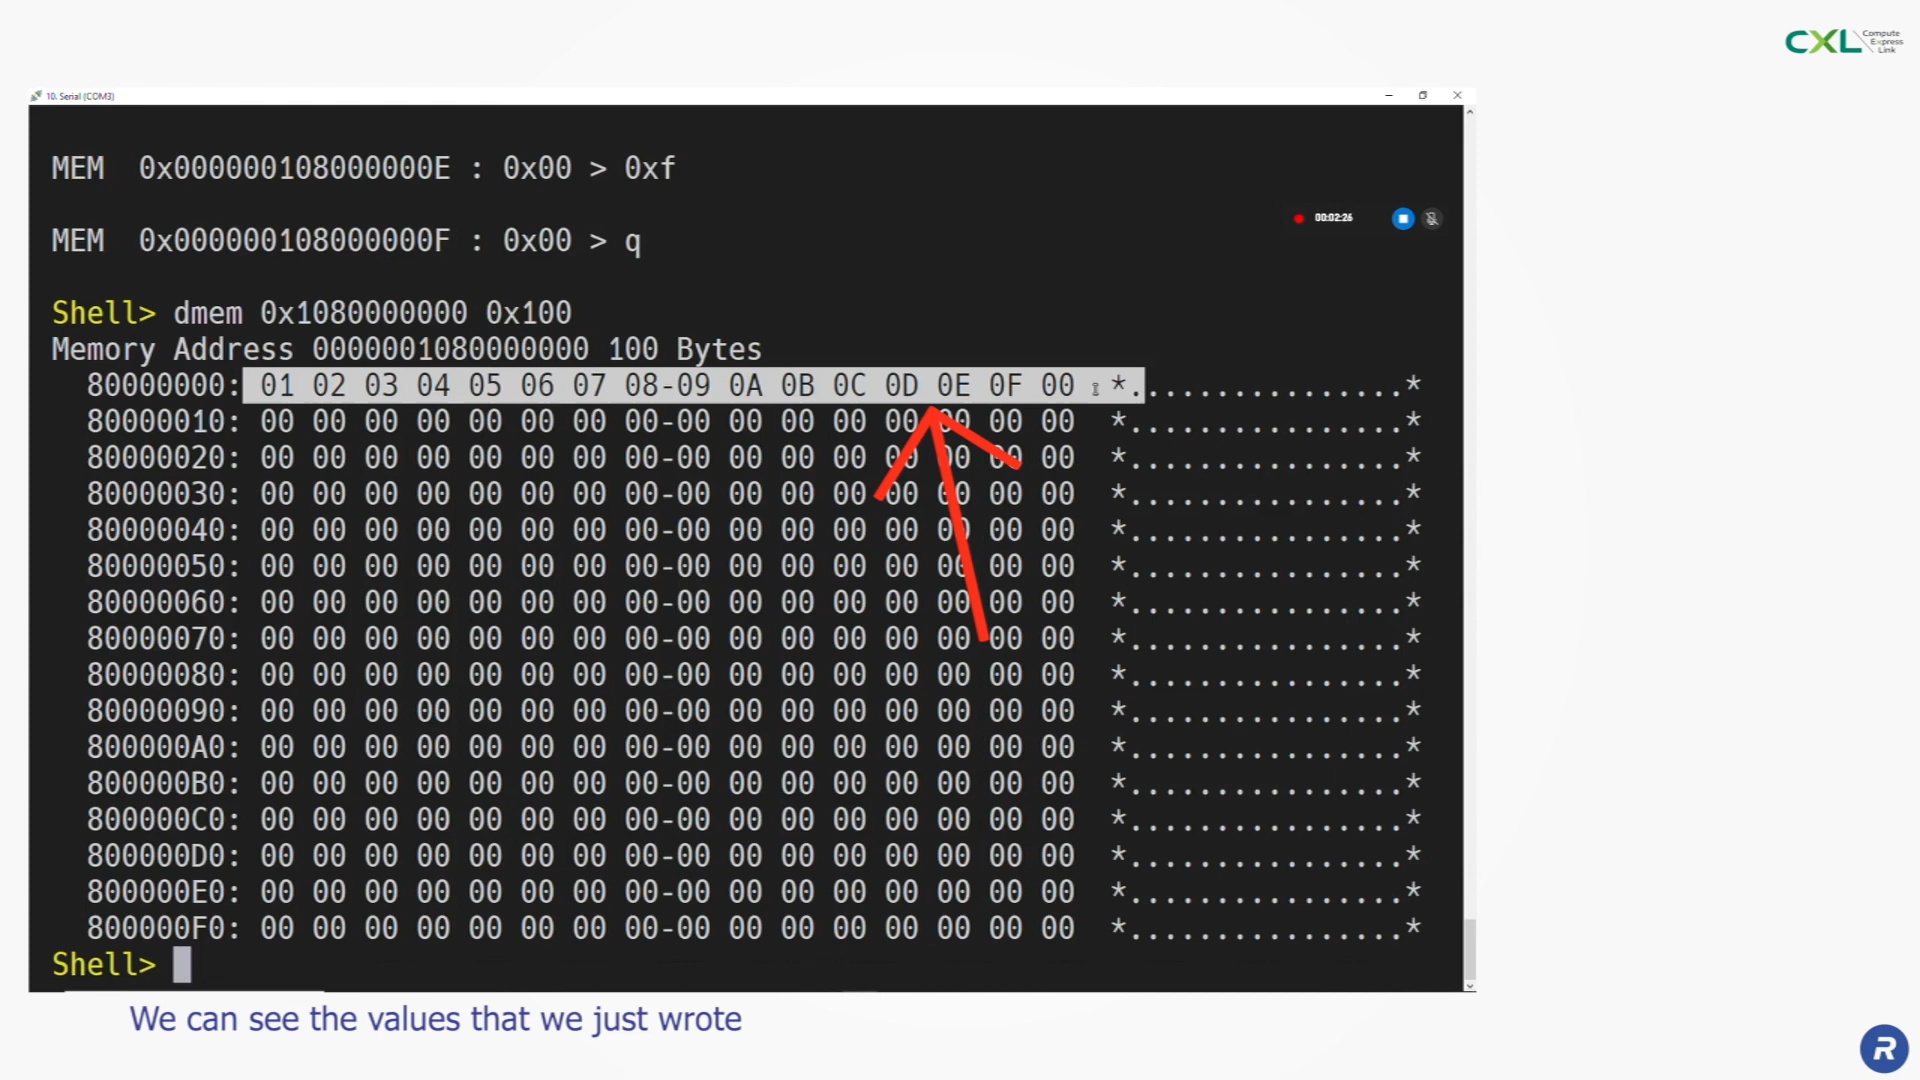 CXL Compute Express Link
10. Serial (COM3)
MEM  0x000000108000000E : 0x00 > 0xf
00:02:26
MEM  0x000000108000000F : 0x00 > q
Shell> dmem 0x1080000000 0x100
Memory Address 0000001080000000 100 Bytes
80000000: 01 02 03 04 05 06 07 08-09 0A 0B 0C 0D 0E 0F 00  *................*
80000010: 00 00 00 00 00 00 00 00-00 00 00 00 00 00 00 00  *................*
80000020: 00 00 00 00 00 00 00 00-00 00 00 00 00 00 00 00  *................*
80000030: 00 00 00 00 00 00 00 00-00 00 00 00 00 00 00 00  *................*
80000040: 00 00 00 00 00 00 00 00-00 00 00 00 00 00 00 00  *................*
80000050: 00 00 00 00 00 00 00 00-00 00 00 00 00 00 00 00  *................*
80000060: 00 00 00 00 00 00 00 00-00 00 00 00 00 00 00 00  *................*
80000070: 00 00 00 00 00 00 00 00-00 00 00 00 00 00 00 00  *................*
80000080: 00 00 00 00 00 00 00 00-00 00 00 00 00 00 00 00  *................*
80000090: 00 00 00 00 00 00 00 00-00 00 00 00 00 00 00 00  *................*
800000A0: 00 00 00 00 00 00 00 00-00 00 00 00 00 00 00 00  *................*
800000B0: 00 00 00 00 00 00 00 00-00 00 00 00 00 00 00 00  *................*
800000C0: 00 00 00 00 00 00 00 00-00 00 00 00 00 00 00 00  *................*
800000D0: 00 00 00 00 00 00 00 00-00 00 00 00 00 00 00 00  *................*
800000E0: 00 00 00 00 00 00 00 00-00 00 00 00 00 00 00 00  *................*
800000F0: 00 00 00 00 00 00 00 00-00 00 00 00 00 00 00 00  *................*
Shell>
We can see the values that we just wrote
R